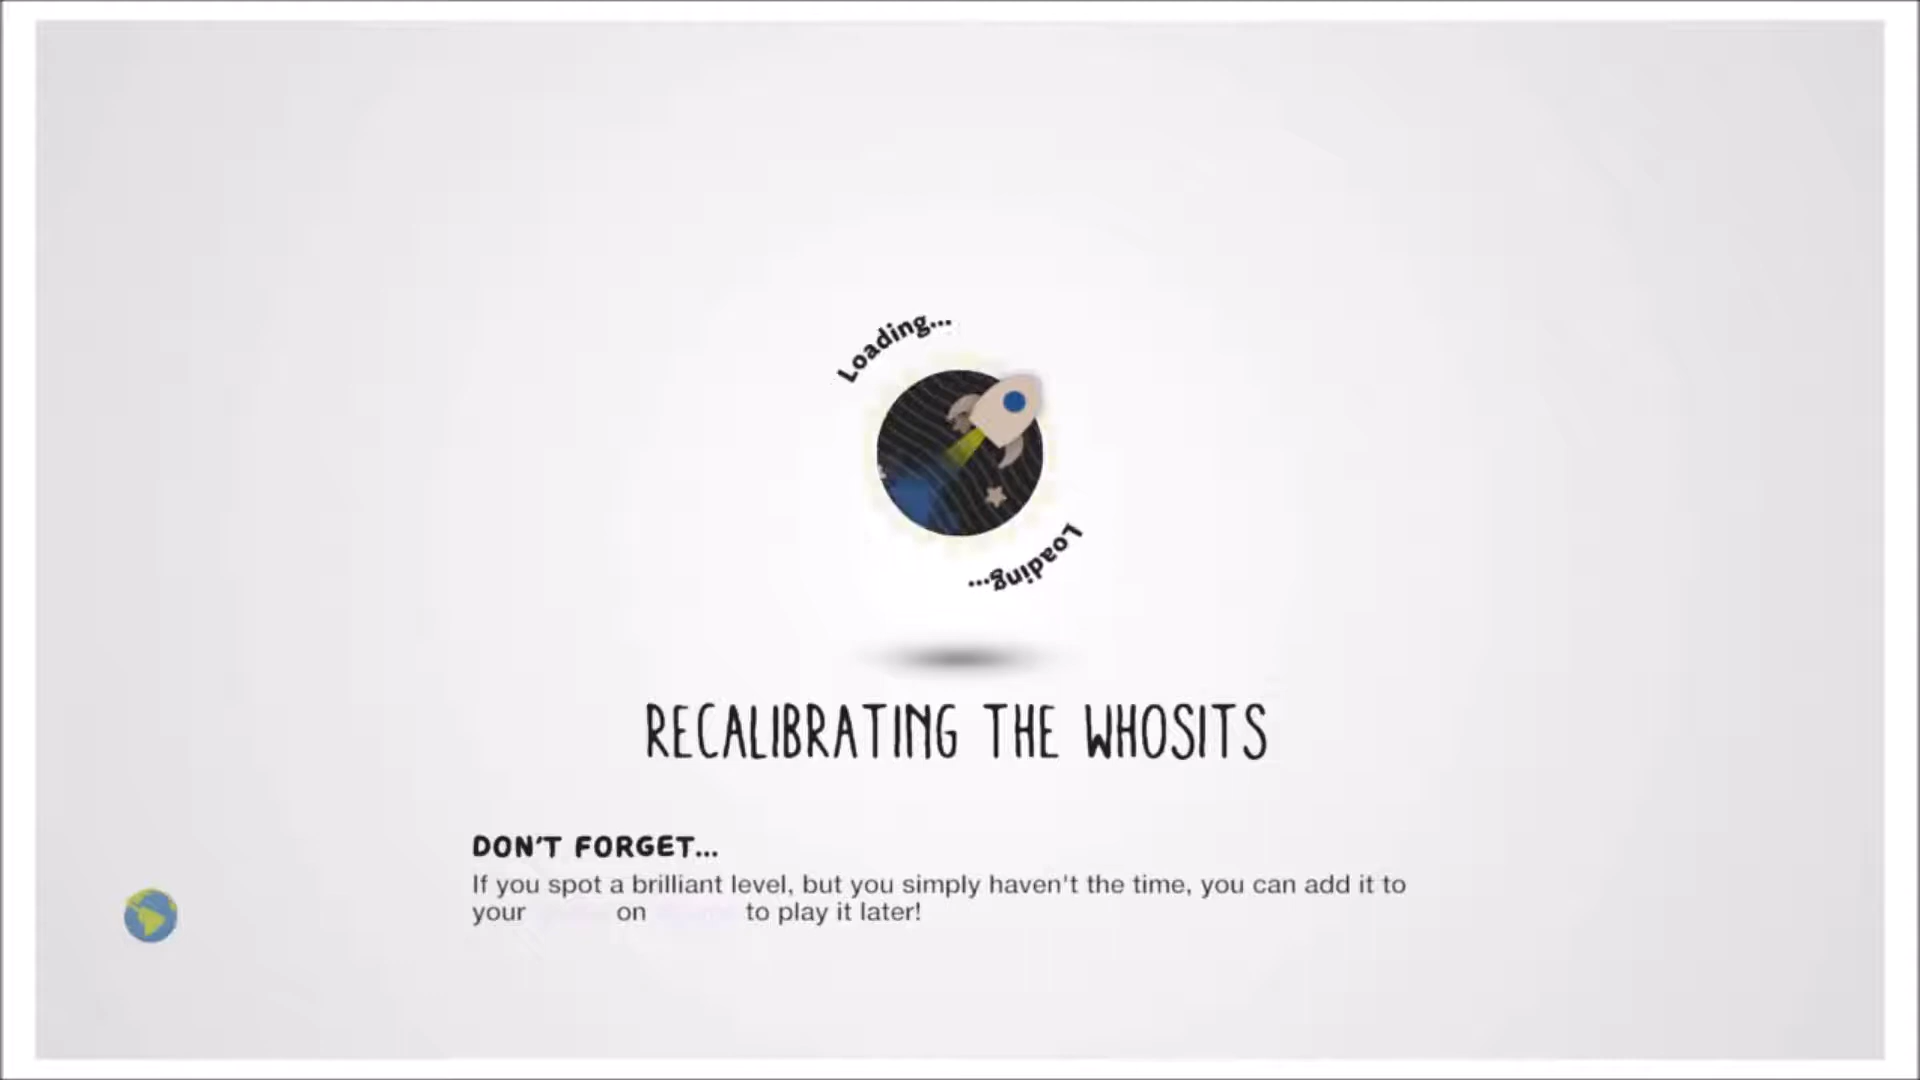 Loading...
Loading...
RECALIBRATING THE WHOSITS
DON'T FORGET...
If you spot a brilliant level, but you simply haven't the time, you can add it to
your on to play it later!